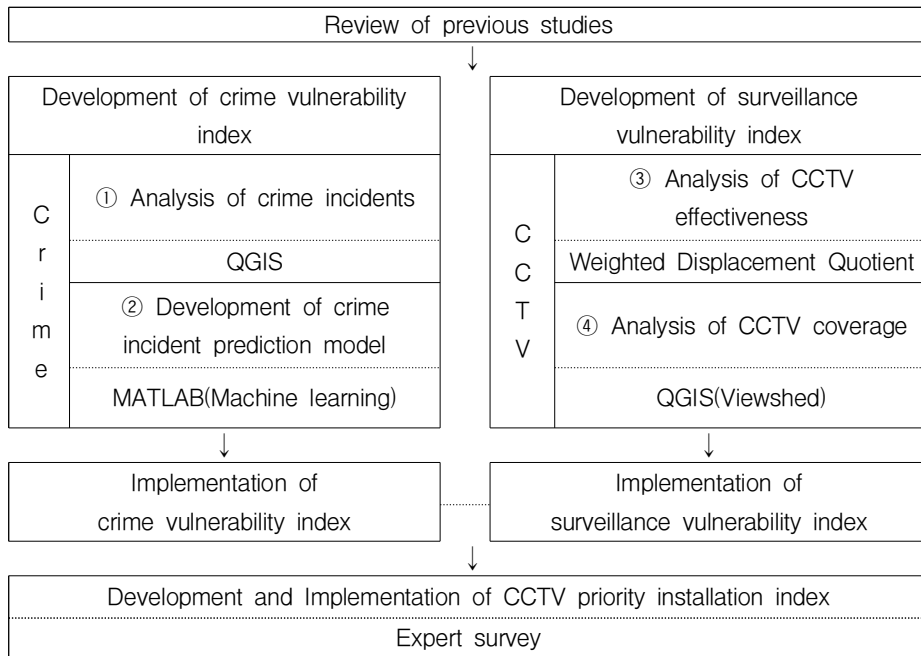 Review of previous studies
↓
Development of crime vulnerability
index
Crime
① Analysis of crime incidents
QGIS
② Development of crime
incident prediction model
MATLAB(Machine learning)
↓
Implementation of
crime vulnerability index
Development of surveillance
vulnerability index
CCTV
③ Analysis of CCTV
effectiveness
Weighted Displacement Quotient
④ Analysis of CCTV coverage
QGIS(Viewshed)
↓
Implementation of
surveillance vulnerability index
↓
Development and Implementation of CCTV priority installation index
Expert survey